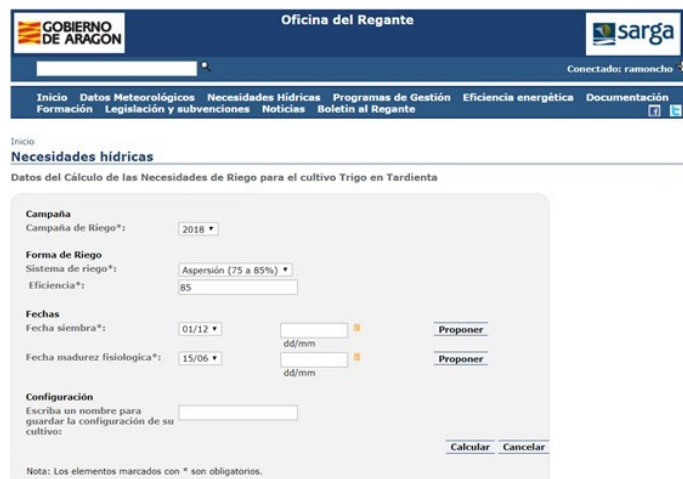 GOBIERNO
DE ARAGON
Oficina del Regante
sarga
Conectado: ramoncho
Inicio Datos Meteorológicos Necesidades Hídricas Programas de Gestión Eficiencia energética Documentación
Formación Legislación y subvenciones Noticias Boletin al Regante
Inicio
Necesidades hídricas
Datos del Cálculo de las Necesidades de Riego para el cultivo Trigo en Tardienta
Campaña
Campaña de Riego*: 2018
Forma de Riego
Sistema de riego*: Aspersión (75 a 85%)
Eficiencia*: 85
Fechas
Fecha siembra*: 01/12 Proponer
dd/mm
Fecha madurez fisiologica*: 15/06 Proponer
dd/mm
Configuración
Escriba un nombre para
guardar la configuración de su
cultivo:
Calcular Cancelar
Nota: Los elementos marcados con * son obligatorios.